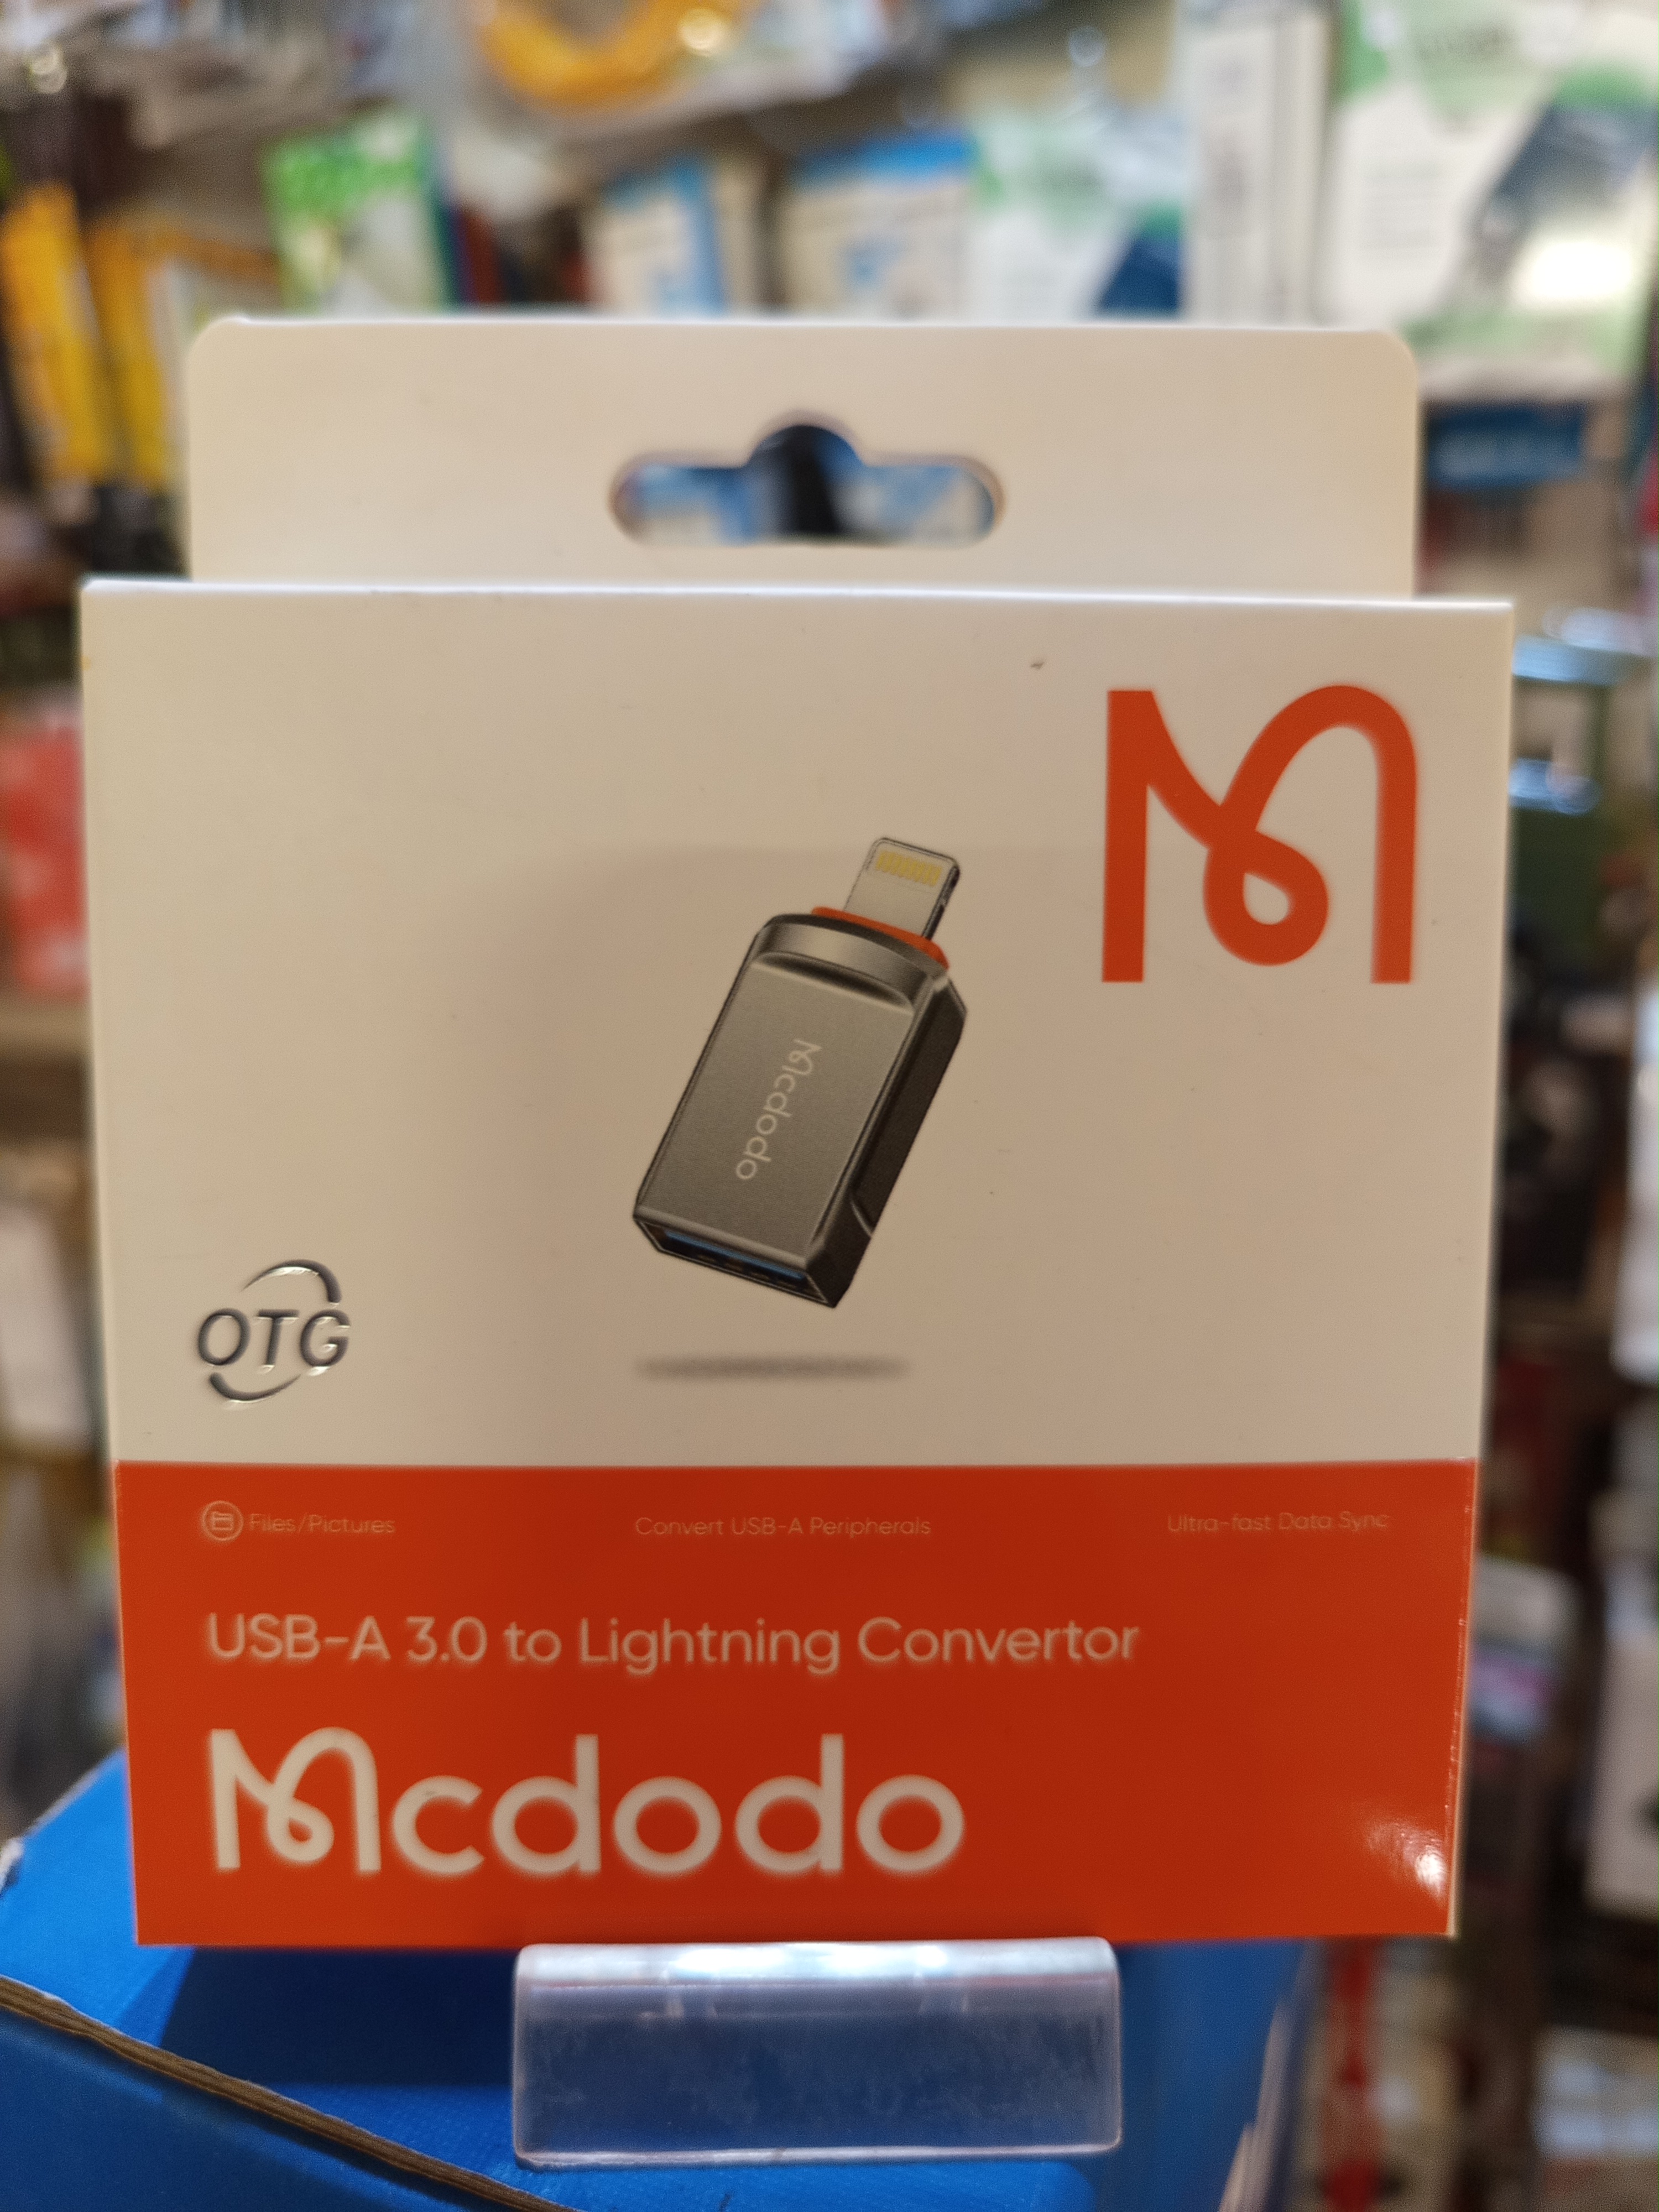 Mcdodo
OTG
Files/Pictures
Convert USB-A Peripherals
Ultra-fast Data Sync
USB-A 3.0 to Lightning Convertor
Mcdodo